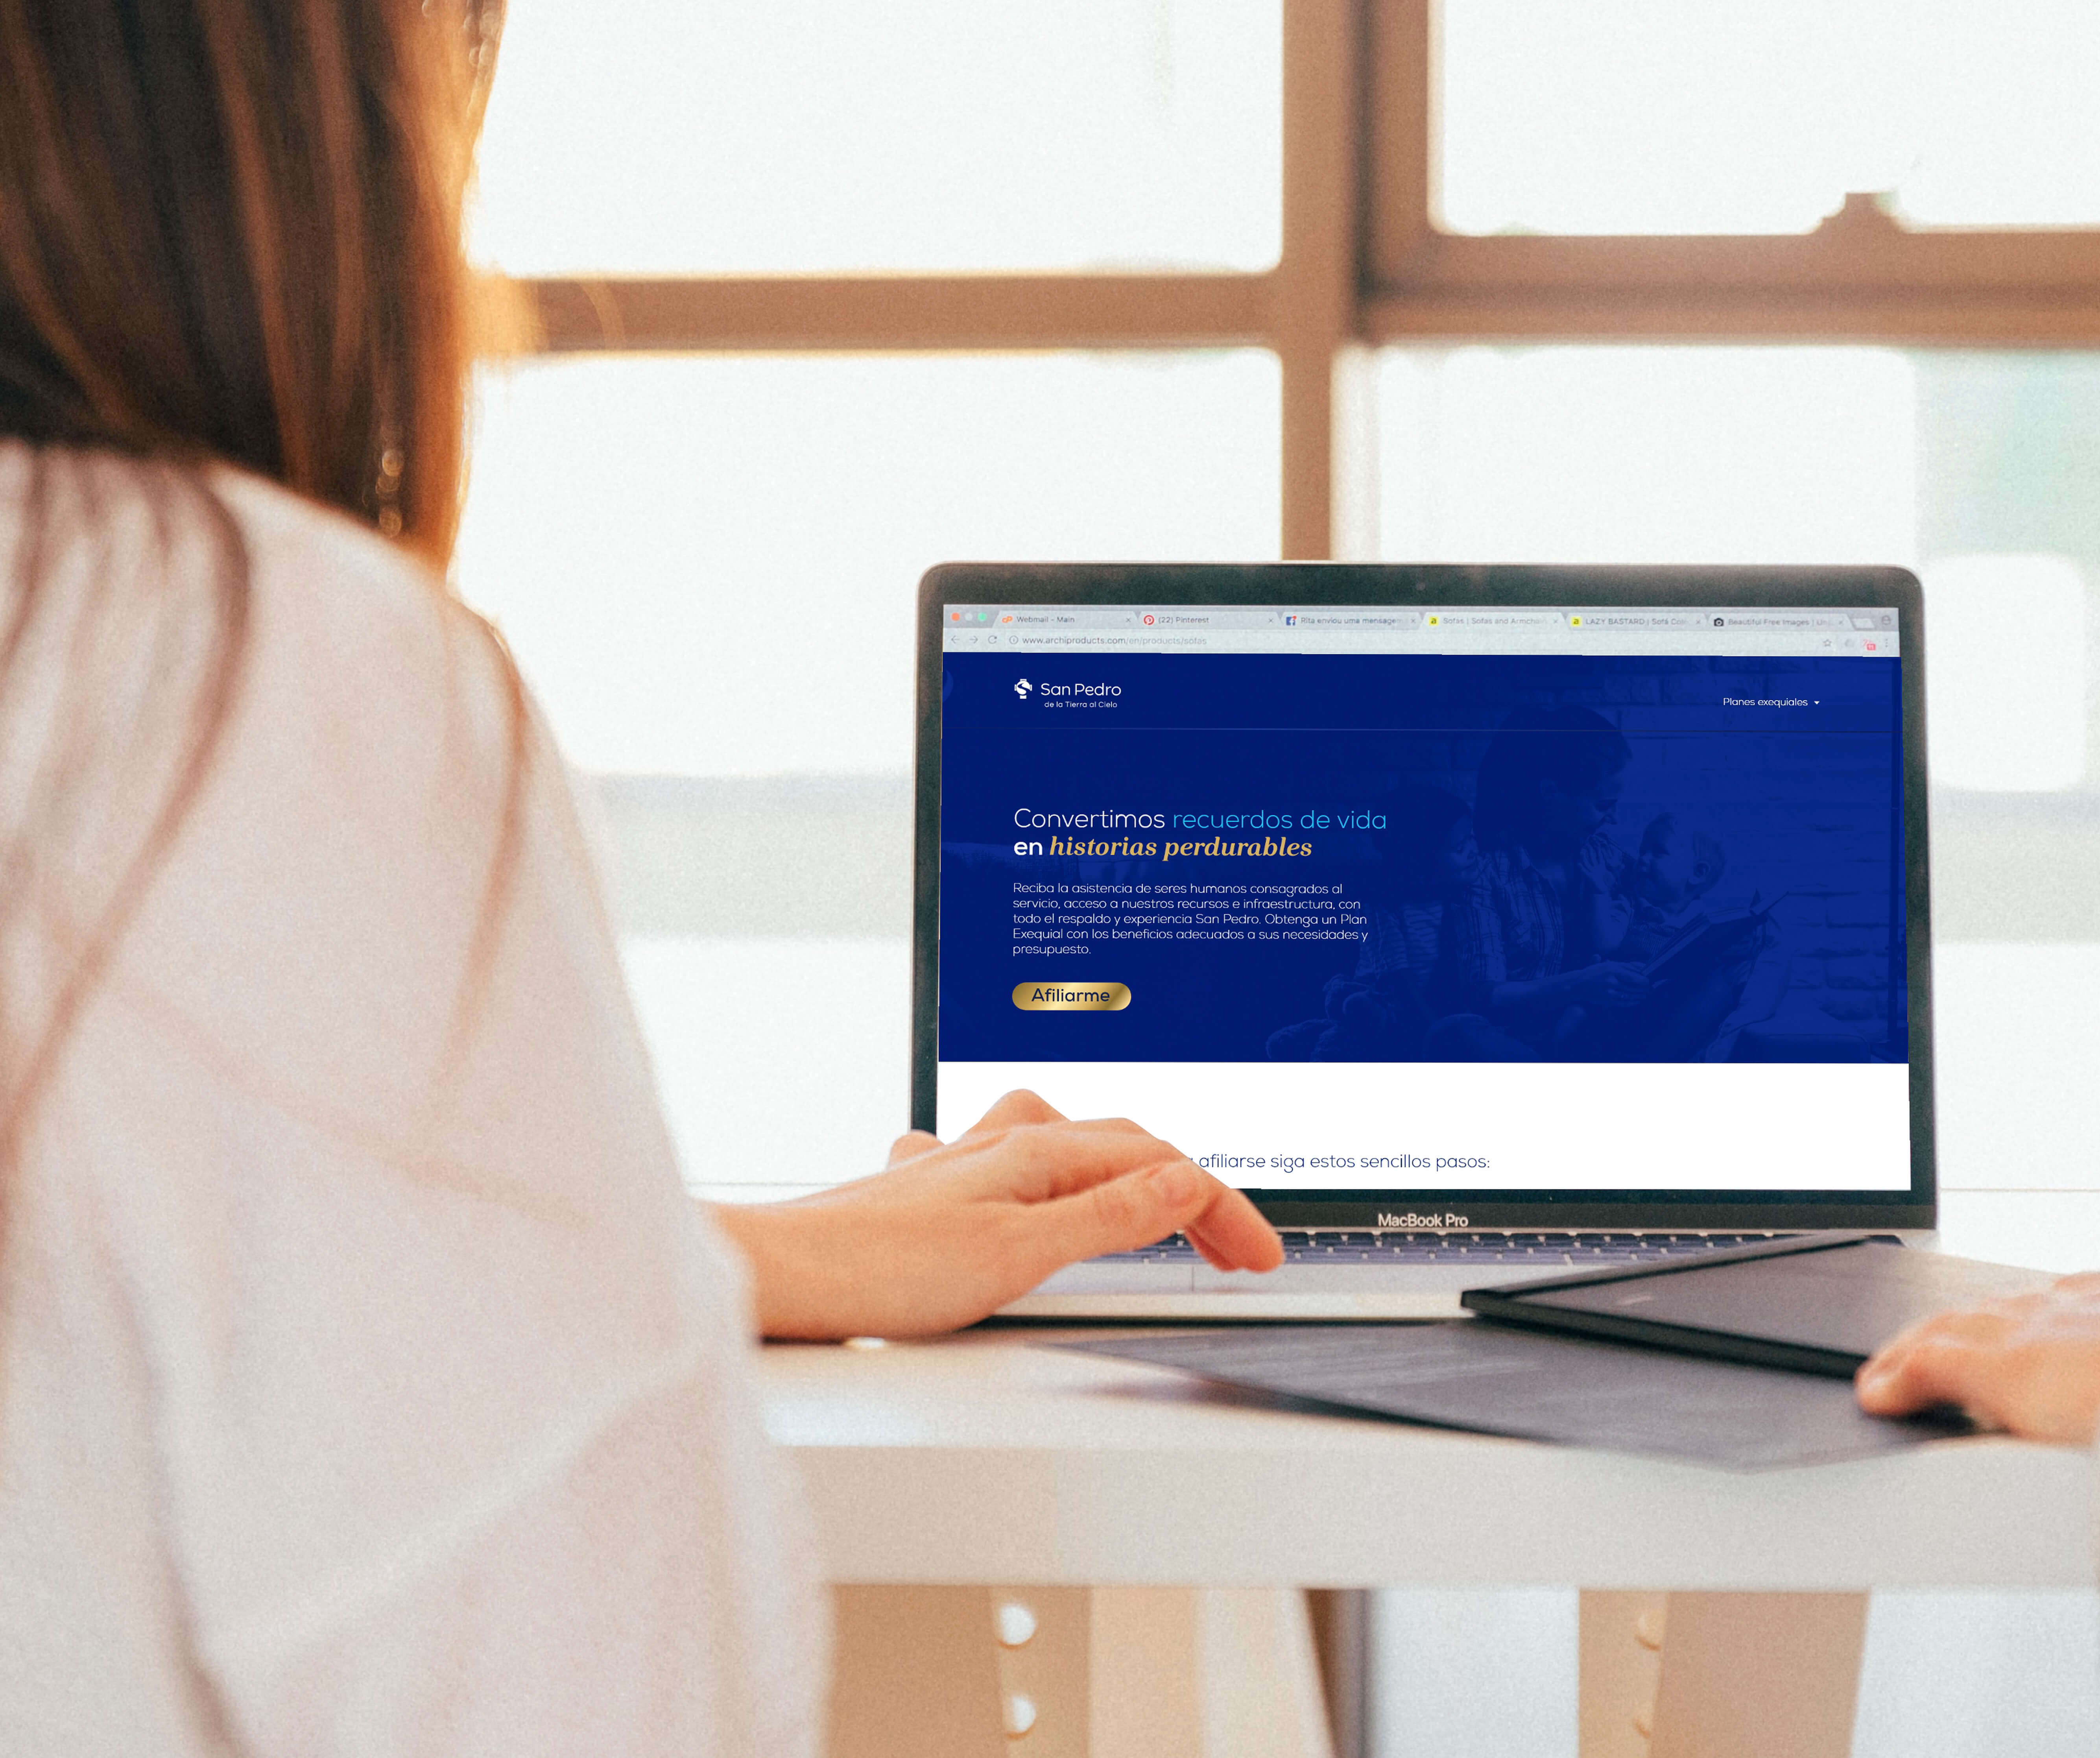 Webmail - Main
(22) Pinterest
Rita enviou uma mensage
Sofas | Sofas and Armchair
LAZY BASTARD | Sofá Col
Beautiful Free Images | Un
www.archiproducts.com/en/products/sofas
San Pedro
de la Tierra al Cielo
Planes exequiales
Convertimos recuerdos de vida
en historias perdurables
Reciba la asistencia de seres humanos consagrados al
servicio, acceso a nuestros recursos e infraestructura, con
todo el respaldo y experiencia San Pedro. Obtenga un Plan
Exequial con los beneficios adecuados a sus necesidades y
presupuesto.
Afiliarme
afiliarse siga estos sencillos pasos:
MacBook Pro